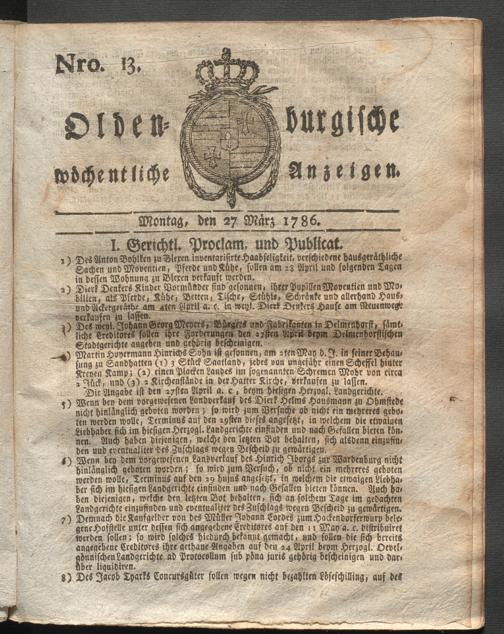 Nro. 13.
Olden- burgische
wöchentliche Anzeigen.
Montag, den 27 März 1786.
I. Gerichtl. Proclam. und Publicat.
1) Des Anton Bohlken zu Vieren inventarisirte Haabseligkeit, verschiedene hausgeräthliche
Sachen und Moventien, Pferde und Kühe, sollen am 28 April und folgenden Tagen
in dessen Wohnung zu Vieren verkauft werden.
2) Dierk Denkers Kinder Vormünder sind gesonnen, ihrer Pupillen Moventien und Mo-
bilien, als Pferde, Kühe, Betten, Tische, Stühle, Schränke und allerhand Haus-
und Ackergeräthe am 4ten April a. c. in weyl. Dierk Denkers Hause am Neuenwege
verkaufen zu lassen.
3) Des weyl. Johann Georg Meyers, Bürgers und Fabrikanten in Delmenhorst, sämt-
liche Creditores sollen ihre Forderungen den 27sten April beym Delmenhorstischen
Stadtgerichte angeben und gehörig bescheinigen.
4) Martin Hoyermann Hinrichs Sohn ist gesonnen, am 2ten May d. J. in seiner Behau-
sung zu Sandhatten (1) 3 Stück Saatland, jedes von ungefähr einen Scheffel hinter
Kreyen Kamp; (2) einen Placken Landes im sogenannten Schremen Mohr von circa
2 Jück, und (3) 2 Kirchenstände in der Hatter Kirche, verkaufen zu lassen.
Die Angabe ist den 27sten April a. c., beym hiesigen Herzogl. Landgerichte.
5) Wenn bey dem vorgewesenen Landverkauf des Dierk Helms Hausmann zu Ohmstede
nicht hinlänglich geboten worden; so wird zum Versuche ob nicht ein mehreres gebo-
ten werden wolle, Terminus auf den 29sten dieses angesetzt, in welchem die etwaigen
Liebhaber sich im hiesigen Herzogl. Landgerichte einfinden und nach Gefallen bieten kön-
nen. Auch haben diejenigen, welche den letzten Bot behalten, sich alsdenn einzufin-
den und eventualiter des Zuschlags wegen Bescheid zu gewärtigen.
6) Wenn bey dem vorgewesenen Landverkauf des Hinrich Jborgs zur Wardenburg nicht
hinlänglich geboten worden; so wird zum Versuch, ob nicht ein mehreres geboten
werden wolle, Terminus auf den 29 hujus angesetzt, in welchem die etwaigen Liebha-
ber sich im hiesigen Landgerichte einfinden und nach Gefallen bieten können. Auch ha-
ben diejenigen, welche den letzten Bot behalten, sich an solchem Tage im gedachten
Landgerichte einzufinden und eventualiter des Zuschlags wegen Bescheid zu gewärtigen.
7) Demnach die Kaufgelder von des Müller Johann Cordes zum Hackendorferwurp bele-
gene Hofstelle unter dessen sich angegebene Creditores auf den 11 May a. c. distribuiret
werden sollen; so wird solches hiedurch bekannt gemacht, und sollen die sich bereits
angegebene Creditores ihre gethane Angaben auf den 24 April beym Herzogl. Oevel-
gönnischen Landgerichte ad Protocollum sub pöna juris gehörig bescheinigen und dar-
über liquidiren.
8) Des Jacob Tparks Concursgüter sollen wegen nicht bezahlten Löseschilling, auf des